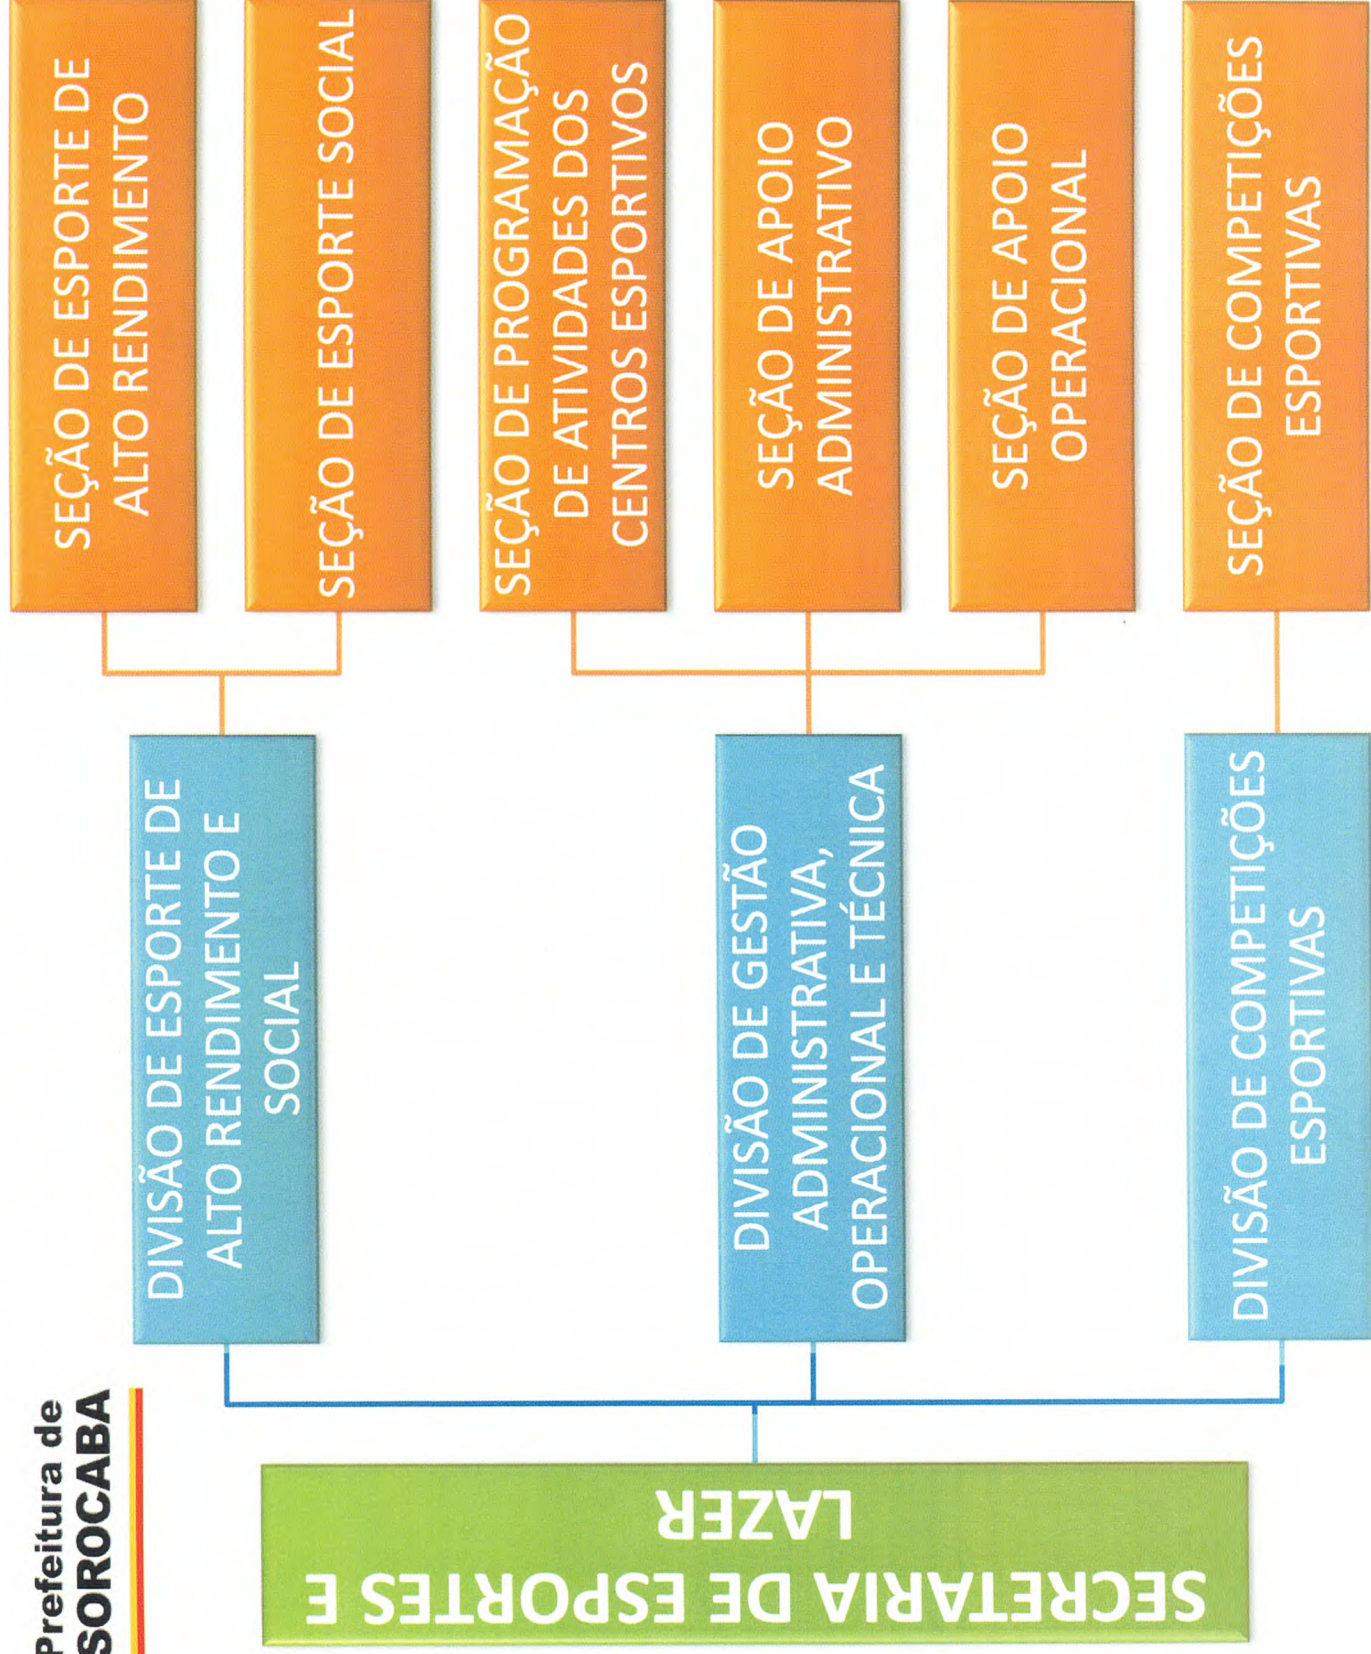 Prefeitura de
SOROCABA
SECRETARIA DE ESPORTES E
LAZER
DIVISÃO DE ESPORTE DE
ALTO RENDIMENTO E
SOCIAL
SEÇÃO DE ESPORTE DE
ALTO RENDIMENTO
SEÇÃO DE ESPORTE SOCIAL
DIVISÃO DE GESTÃO
ADMINISTRATIVA,
OPERACIONAL E TÉCNICA
SEÇÃO DE PROGRAMAÇÃO
DE ATIVIDADES DOS
CENTROS ESPORTIVOS
SEÇÃO DE APOIO
ADMINISTRATIVO
SEÇÃO DE APOIO
OPERACIONAL
DIVISÃO DE COMPETIÇÕES
ESPORTIVAS
SEÇÃO DE COMPETIÇÕES
ESPORTIVAS